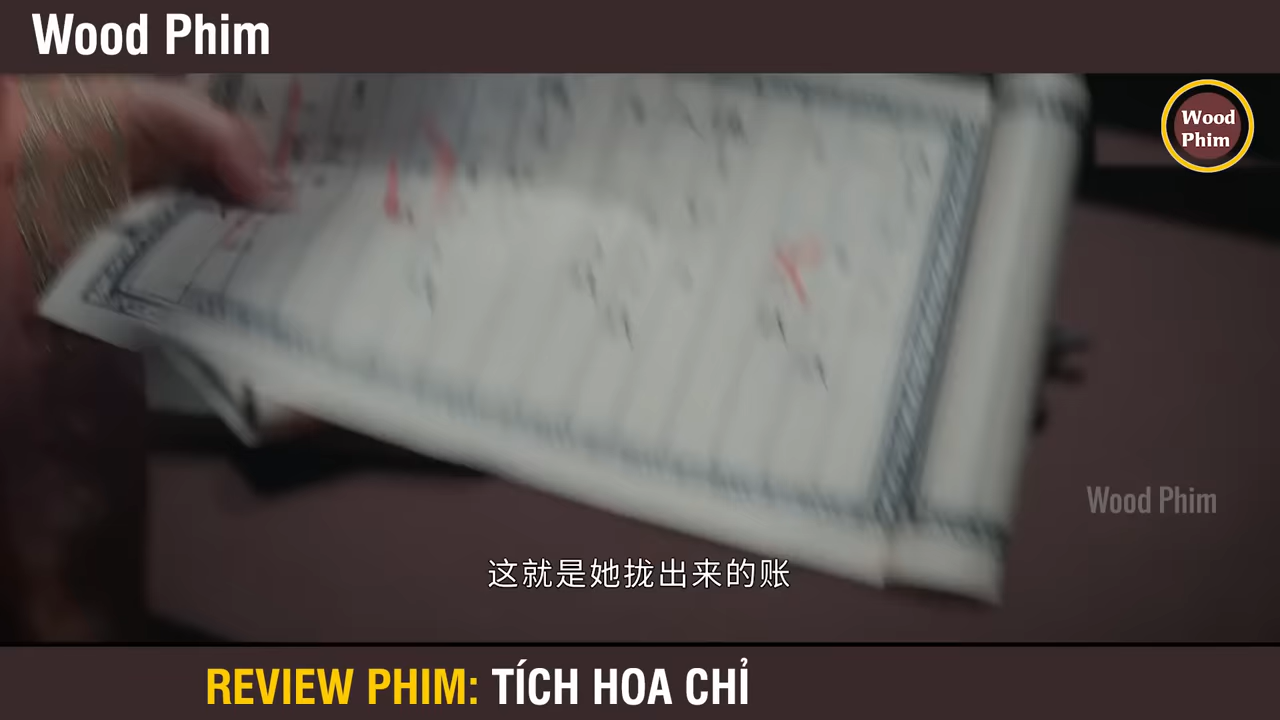 Wood Phim
Wood
Phim
Wood Phim
这就是她拢出来的账
REVIEW PHIM: TÍCH HOA CHỈ